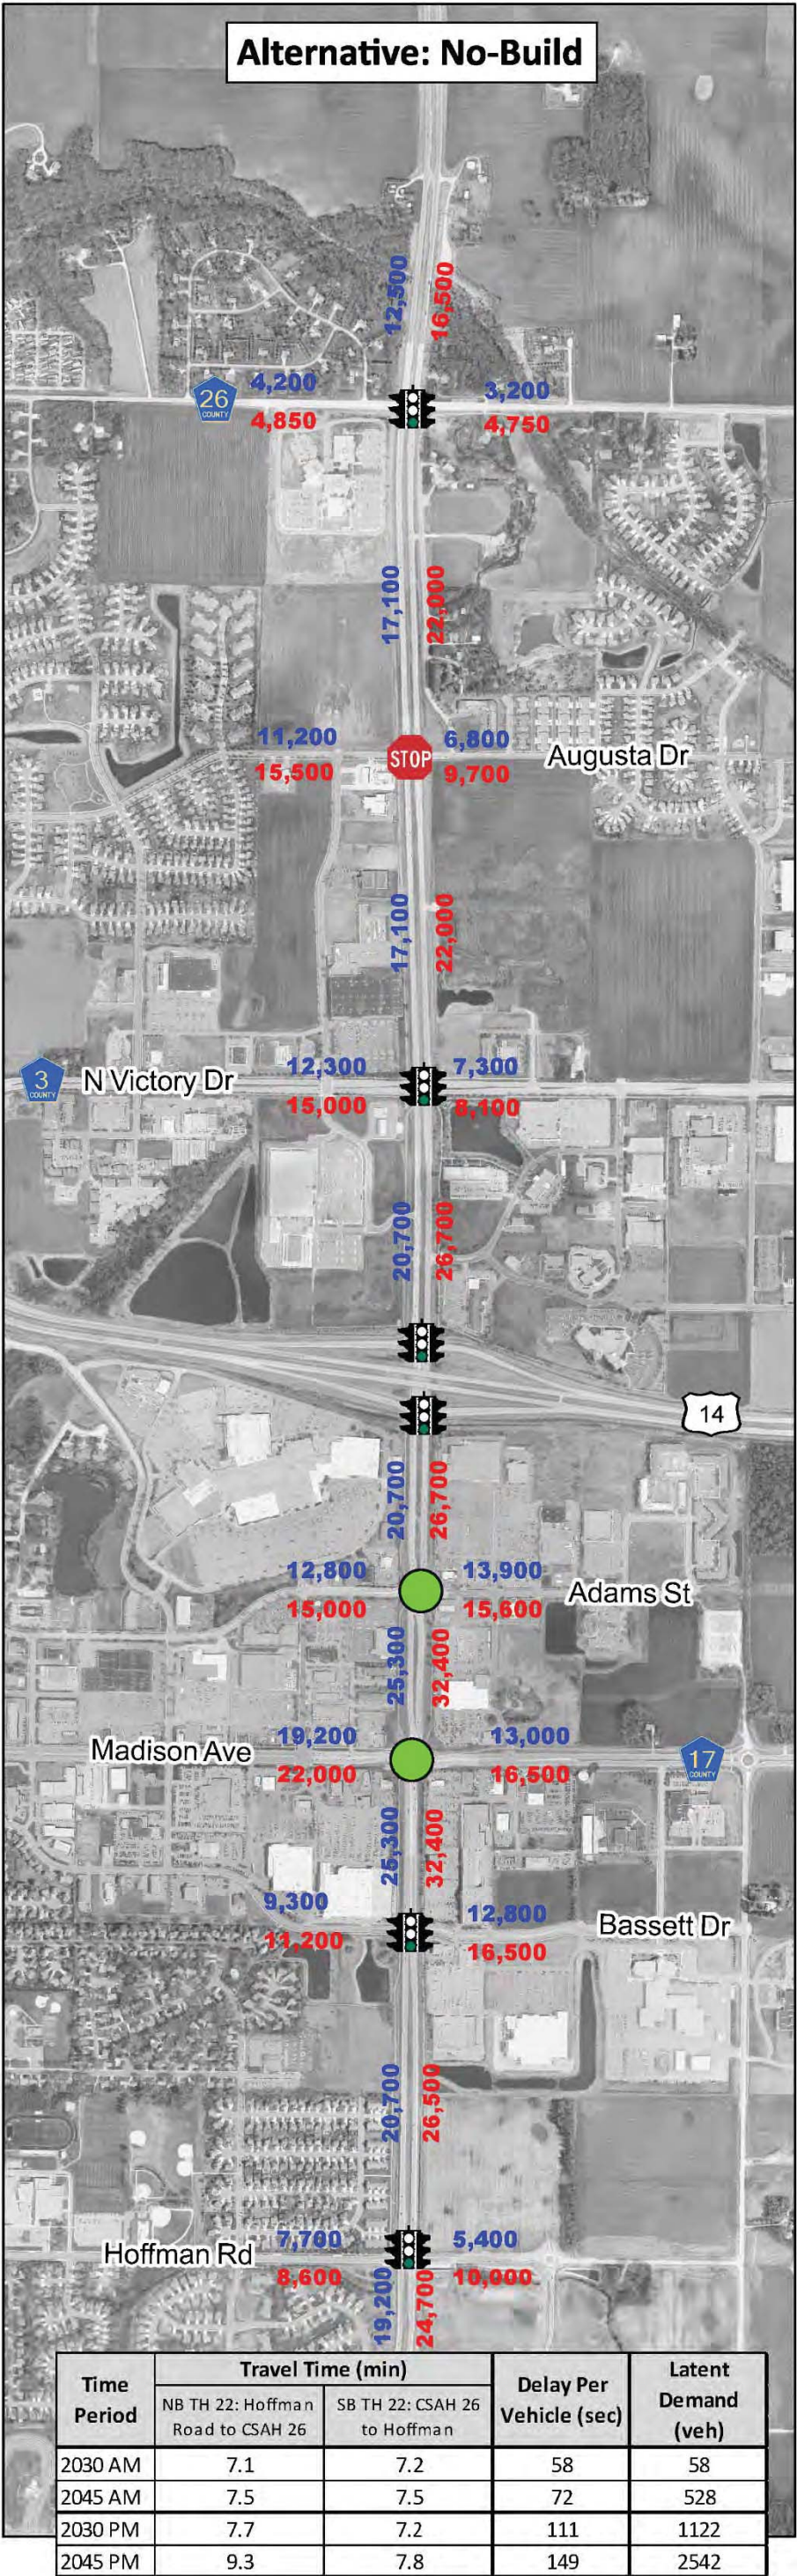 Alternative: No-Build
12,500
16,500
26
COUNTY
4,200
3,200
4,850
4,750
17,100
22,000
11,200
6,800
STOP
Augusta Dr
15,500
9,700
17,100
22,000
3
COUNTY
N Victory Dr
12,300
7,300
15,000
8,100
20,700
26,700
14
20,700
26,700
12,800
13,900
Adams St
15,000
15,600
25,300
32,400
Madison Ave
19,200
13,000
17
COUNTY
22,000
16,500
25,300
32,400
9,300
12,800
Bassett Dr
11,200
16,500
20,700
26,500
Hoffman Rd
7,700
5,400
8,600
10,000
19,200
24,700
Time Period
Travel Time (min)
NB TH 22: Hoffman Road to CSAH 26
SB TH 22: CSAH 26 to Hoffman
Delay Per Vehicle (sec)
Latent Demand (veh)
2030 AM 7.1 7.2 58 58
2045 AM 7.5 7.5 72 528
2030 PM 7.7 7.2 111 1122
2045 PM 9.3 7.8 149 2542